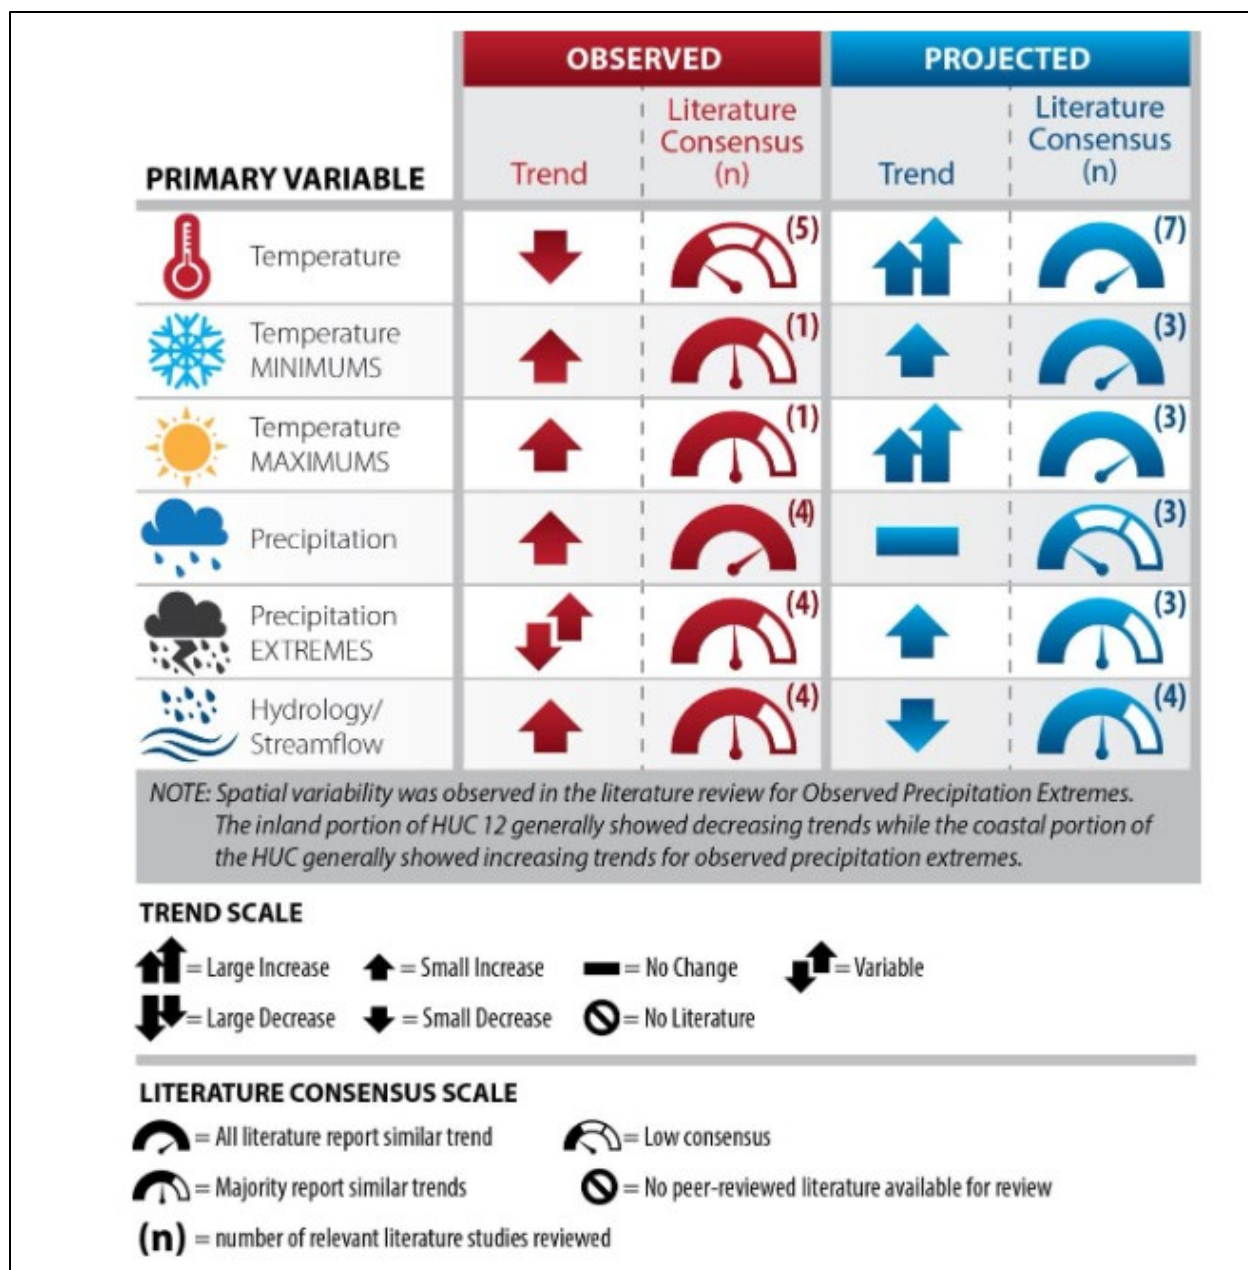 OBSERVED PROJECTED
Literature Literature
Consensus Consensus
PRIMARY VARIABLE Trend (n) Trend (n)
Temperature (5) (7)
Temperature (1) (3)
MINIMUMS
Temperature (1) (3)
MAXIMUMS
Precipitation (4) (3)
Precipitation (4) (3)
EXTREMES
Hydrology/ (4) (4)
Streamflow
NOTE: Spatial variability was observed in the literature review for Observed Precipitation Extremes.
The inland portion of HUC 12 generally showed decreasing trends while the coastal portion of
the HUC generally showed increasing trends for observed precipitation extremes.
TREND SCALE
= Large Increase = Small Increase = No Change = Variable
= Large Decrease = Small Decrease = No Literature
LITERATURE CONSENSUS SCALE
= All literature report similar trend = Low consensus
= Majority report similar trends = No peer-reviewed literature available for review
(n) = number of relevant literature studies reviewed